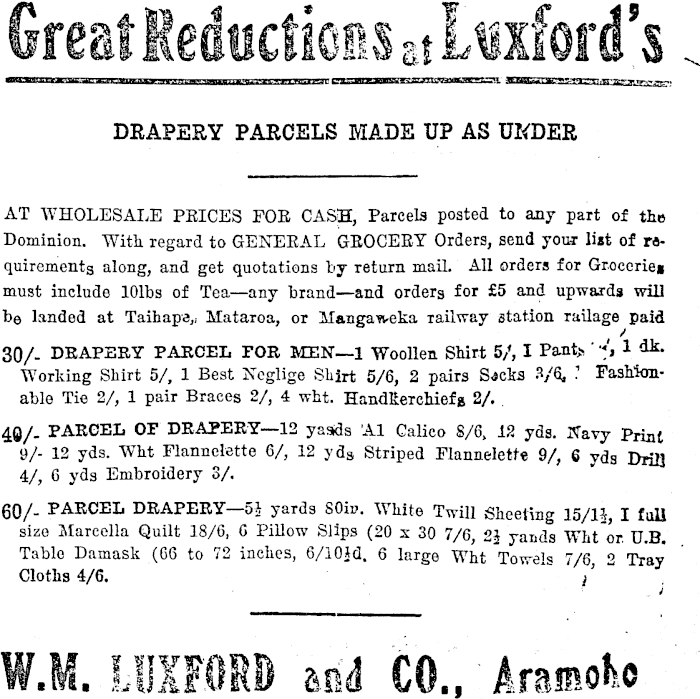 Great Reductions at Luxford's
DRAPERY PARCELS MADE UP AS UNDER
AT WHOLESALE PRICES FOR CASH, Parcels posted to any part of the
Dominion. With regard to GENERAL GROCERY Orders, send your list of re-
quirements along, and get quotations by return mail. All orders for Groceries
must include 10lbs of Tea—any brand—and orders for £5 and upwards will
be landed at Taihape, Mataroa, or Mangaweka railway station railage paid
30/- DRAPERY PARCEL FOR MEN—1 Woollen Shirt 5/, I Pants 1 dk.
Working Shirt 5/, 1 Best Neglige Shirt 5/6, 2 pairs Socks 3/6, Fashion-
able Tie 2/, 1 pair Braces 2/, 4 wht. Handkerchiefs 2/.
40/- PARCEL OF DRAPERY—12 yards A1 Calico 8/6, 12 yds. Navy Print
9/- 12 yds. Wht Flannelette 6/, 12 yds Striped Flannelette 9/, 6 yds Drill
4/, 6 yds Embroidery 3/.
60/- PARCEL DRAPERY—5½ yards 80in. White Twill Sheeting 15/1½, I full
size Marcella Quilt 18/6, 6 Pillow Slips (20 x 30 7/6, 2½ yards Wht or U.B.
Table Damask (66 to 72 inches, 6/10½d. 6 large Wht Towels 7/6, 2 Tray
Cloths 4/6.
W.M. LUXFORD and CO., Aramoho